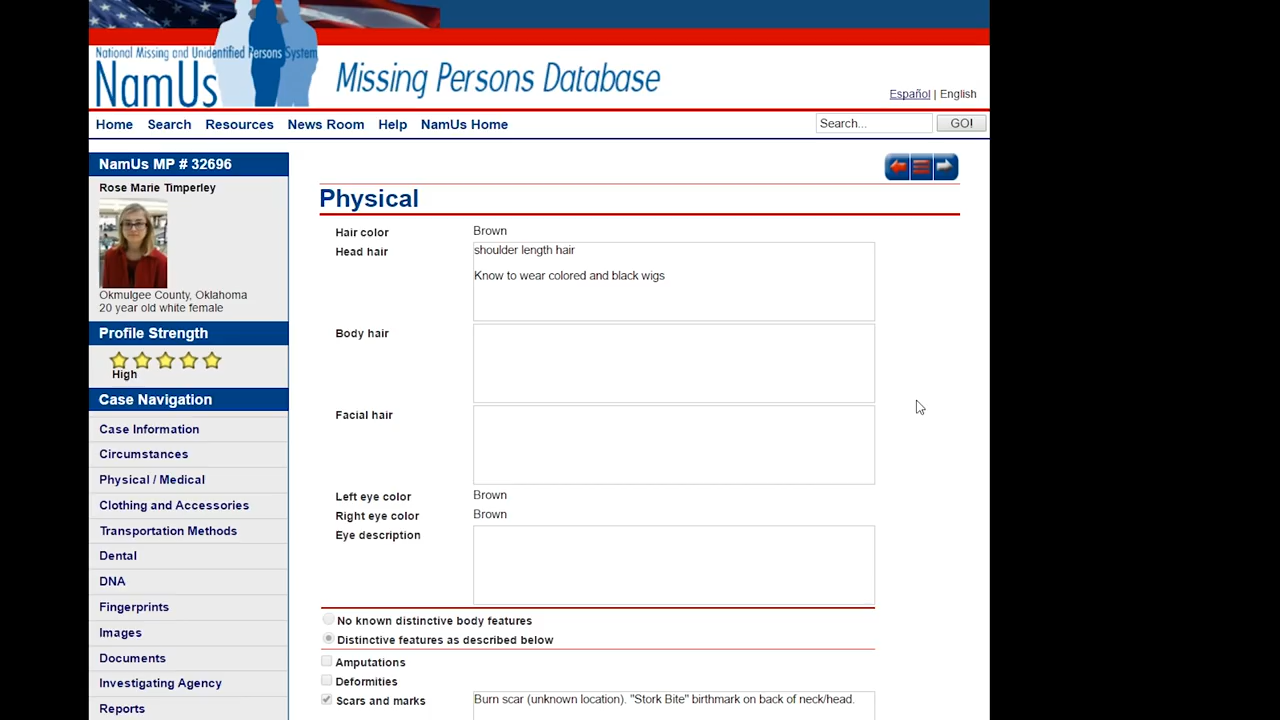 National Missing and Unidentified Persons System
NamUs
Missing Persons Database
Español | English
Home Search Resources News Room Help NamUs Home
Search... GO!
NamUs MP # 32696
Rose Marie Timperley
Okmulgee County, Oklahoma
20 year old white female
Profile Strength
High
Case Navigation
Case Information
Circumstances
Physical / Medical
Clothing and Accessories
Transportation Methods
Dental
DNA
Fingerprints
Images
Documents
Investigating Agency
Reports
Physical
Hair color Brown
Head hair shoulder length hair
Know to wear colored and black wigs
Body hair
Facial hair
Left eye color Brown
Right eye color Brown
Eye description
No known distinctive body features
Distinctive features as described below
Amputations
Deformities
Scars and marks Burn scar (unknown location). "Stork Bite" birthmark on back of neck/head.